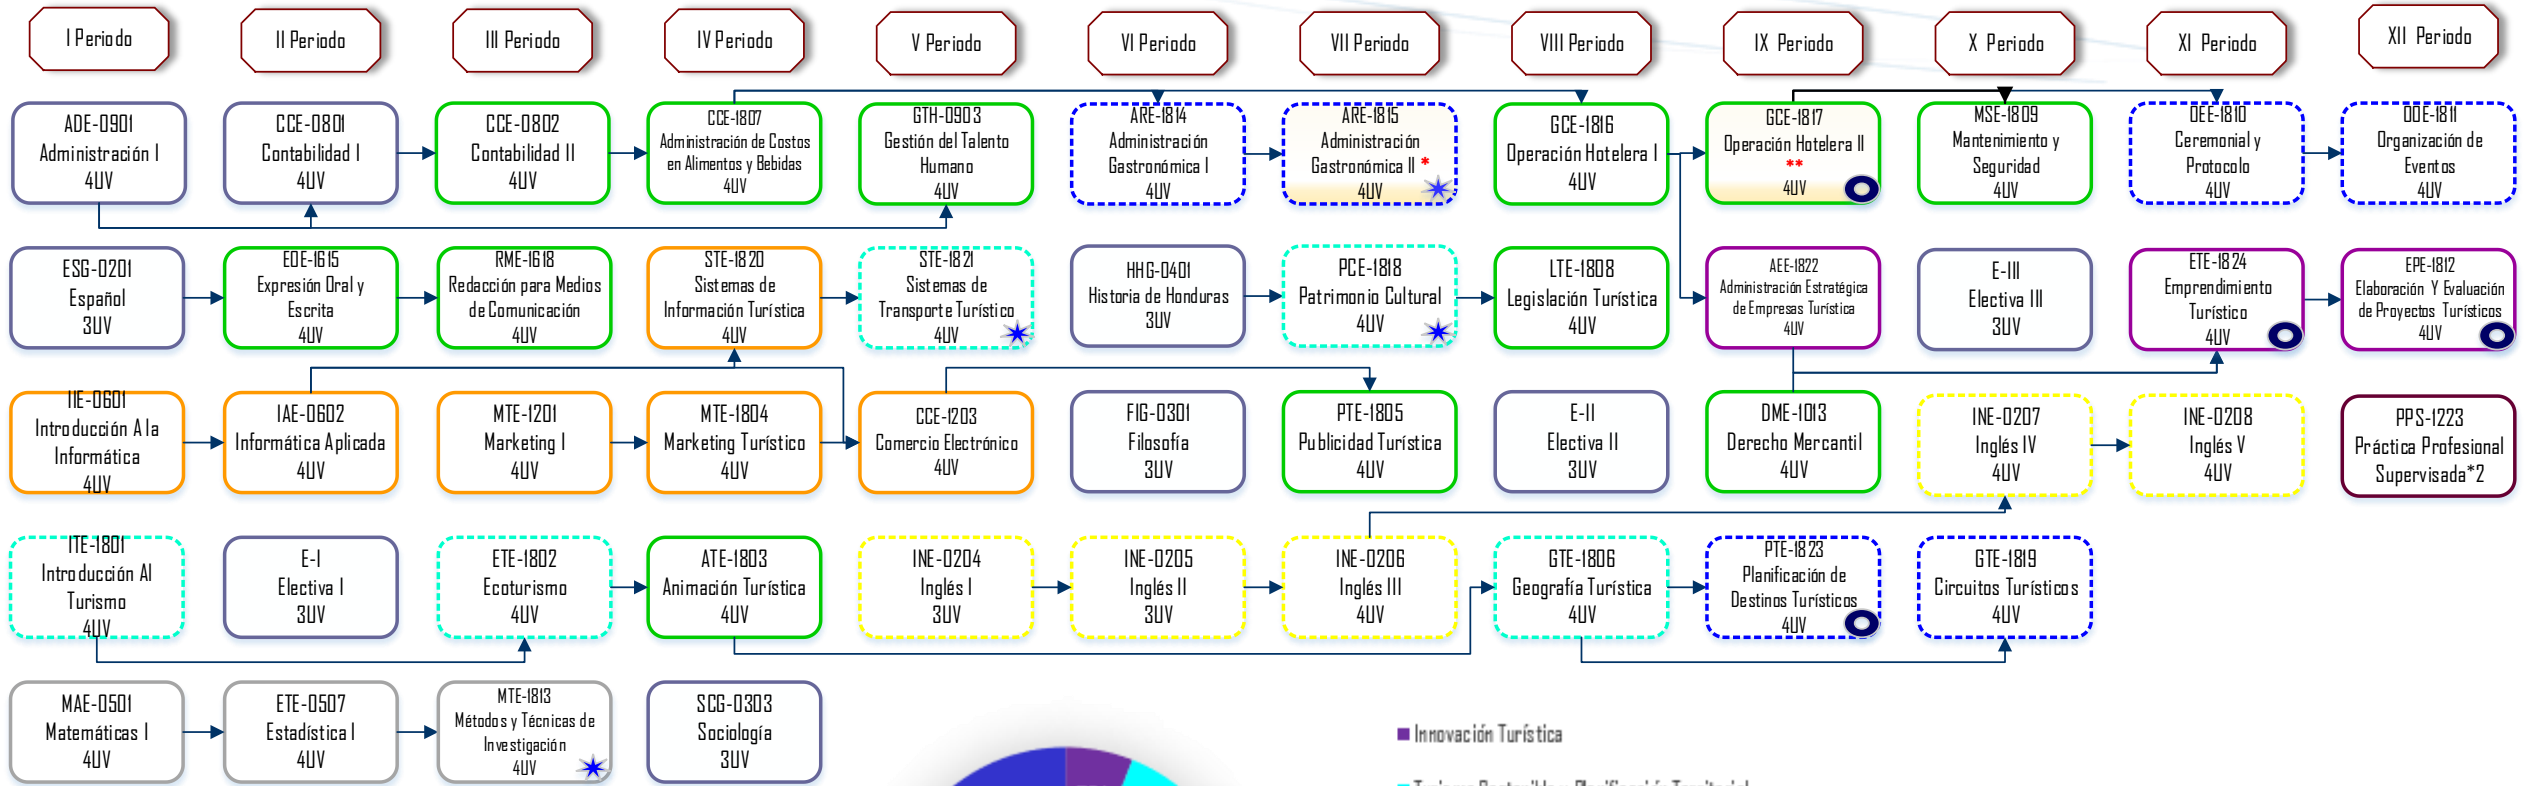 I Periodo
II Periodo
III Periodo
IV Periodo
V Periodo
VI Periodo
VII Periodo
VIII Periodo
IX Periodo
X Periodo
XI Periodo
XII Periodo
ADE-0901
Administración I
4UV
CCE-0801
Contabilidad I
4UV
CCE-0802
Contabilidad II
4UV
CCE-1807
Administración de Costos
en Alimentos y Bebidas
4UV
GTH-0903
Gestión del Talento
Humano
4UV
ARE-1814
Administración
Gastronómica I
4UV
ARE-1815
Administración
Gastronómica II *
4UV
GCE-1816
Operación Hotelera I
4UV
GCE-1817
Operación Hotelera II
**
4UV
MSE-1809
Mantenimiento y
Seguridad
4UV
OEE-1810
Ceremonial y
Protocolo
4UV
OOE-1811
Organización de
Eventos
4UV
ESG-0201
Español
3UV
EOE-1615
Expresión Oral y
Escrita
4UV
RME-1618
Redacción para Medios
de Comunicación
4UV
STE-1820
Sistemas de
Información Turística
4UV
STE-1821
Sistemas de
Transporte Turístico
4UV
HHG-0401
Historia de Honduras
3UV
PCE-1818
Patrimonio Cultural
4UV
LTE-1808
Legislación Turística
4UV
AEE-1822
Administración Estratégica
de Empresas Turística
4UV
E-III
Electiva III
3UV
ETE-1824
Emprendimiento
Turístico
4UV
EPE-1812
Elaboración Y Evaluación
de Proyectos Turísticos
4UV
IIE-0601
Introducción A la
Informática
4UV
IAE-0602
Informática Aplicada
4UV
MTE-1201
Marketing I
4UV
MTE-1804
Marketing Turístico
4UV
CCE-1203
Comercio Electrónico
4UV
FIG-0301
Filosofía
3UV
PTE-1805
Publicidad Turística
4UV
E-II
Electiva II
3UV
DME-1013
Derecho Mercantil
4UV
INE-0207
Inglés IV
4UV
INE-0208
Inglés V
4UV
PPS-1223
Práctica Profesional
Supervisada*2
ITE-1801
Introducción Al
Turismo
4UV
E-I
Electiva I
3UV
ETE-1802
Ecoturismo
4UV
ATE-1803
Animación Turística
4UV
INE-0204
Inglés I
3UV
INE-0205
Inglés II
3UV
INE-0206
Inglés III
4UV
GTE-1806
Geografía Turística
4UV
PTE-1823
Planificación de
Destinos Turísticos
4UV
GTE-1819
Circuitos Turísticos
4UV
MAE-0501
Matemáticas I
4UV
ETE-0507
Estadística I
4UV
MTE-1813
Métodos y Técnicas de
Investigación
4UV
SCG-0303
Sociología
3UV
Innovación Turística